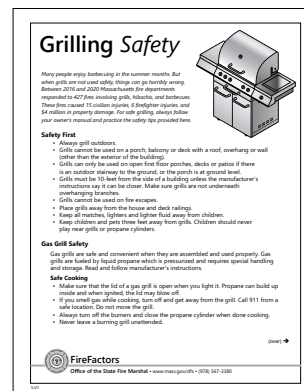 Grilling Safety
Many people enjoy barbecuing in the summer months. But
when grills are not used safely, things can go horribly wrong.
Between 2016 and 2020 Massachusetts fire departments
responded to 427 fires involving grills, hibachis, and barbecues.
These fires caused 15 civilian injuries, 6 firefighter injuries, and
$4 million in property damage. For safe grilling, always follow
your owner's manual and practice the safety tips provided here.
Safety First
• Always grill outdoors.
• Grills cannot be used on a porch, balcony or deck with a roof, overhang or wall
(other than the exterior of the building).
• Grills can only be used on open first floor porches, decks or patios if there
is an outdoor stairway to the ground, or the porch is at ground level.
• Grills must be 10-feet from the side of a building unless the manufacturer's
instructions say it can be closer. Make sure grills are not underneath
overhanging branches.
• Grills cannot be used on fire escapes.
• Place grills away from the house and deck railings.
• Keep all matches, lighters and lighter fluid away from children.
• Keep children and pets three feet away from grills. Children should never
play near grills or propane cylinders.
Gas Grill Safety
Gas grills are safe and convenient when they are assembled and used properly. Gas
grills are fueled by liquid propane which is pressurized and requires special handling
and storage. Read and follow manufacturer's instructions.
Safe Cooking
• Make sure that the lid of a gas grill is open when you light it. Propane can build up
inside and when ignited, the lid may blow off.
• If you smell gas while cooking, turn off and get away from the grill. Call 911 from a
safe location. Do not move the grill.
• Always turn off the burners and close the propane cylinder when done cooking.
• Never leave a burning grill unattended.
(over) ➔
FireFactors
Office of the State Fire Marshal • www.mass.gov/dfs • (978) 567-3380
5/21